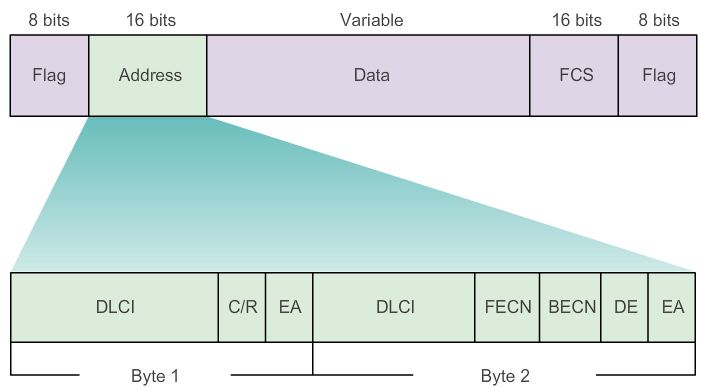 8 bits 16 bits Variable 16 bits 8 bits
Flag Address Data FCS Flag
DLCI C/R EA DLCI FECN BECN DE EA
Byte 1 Byte 2